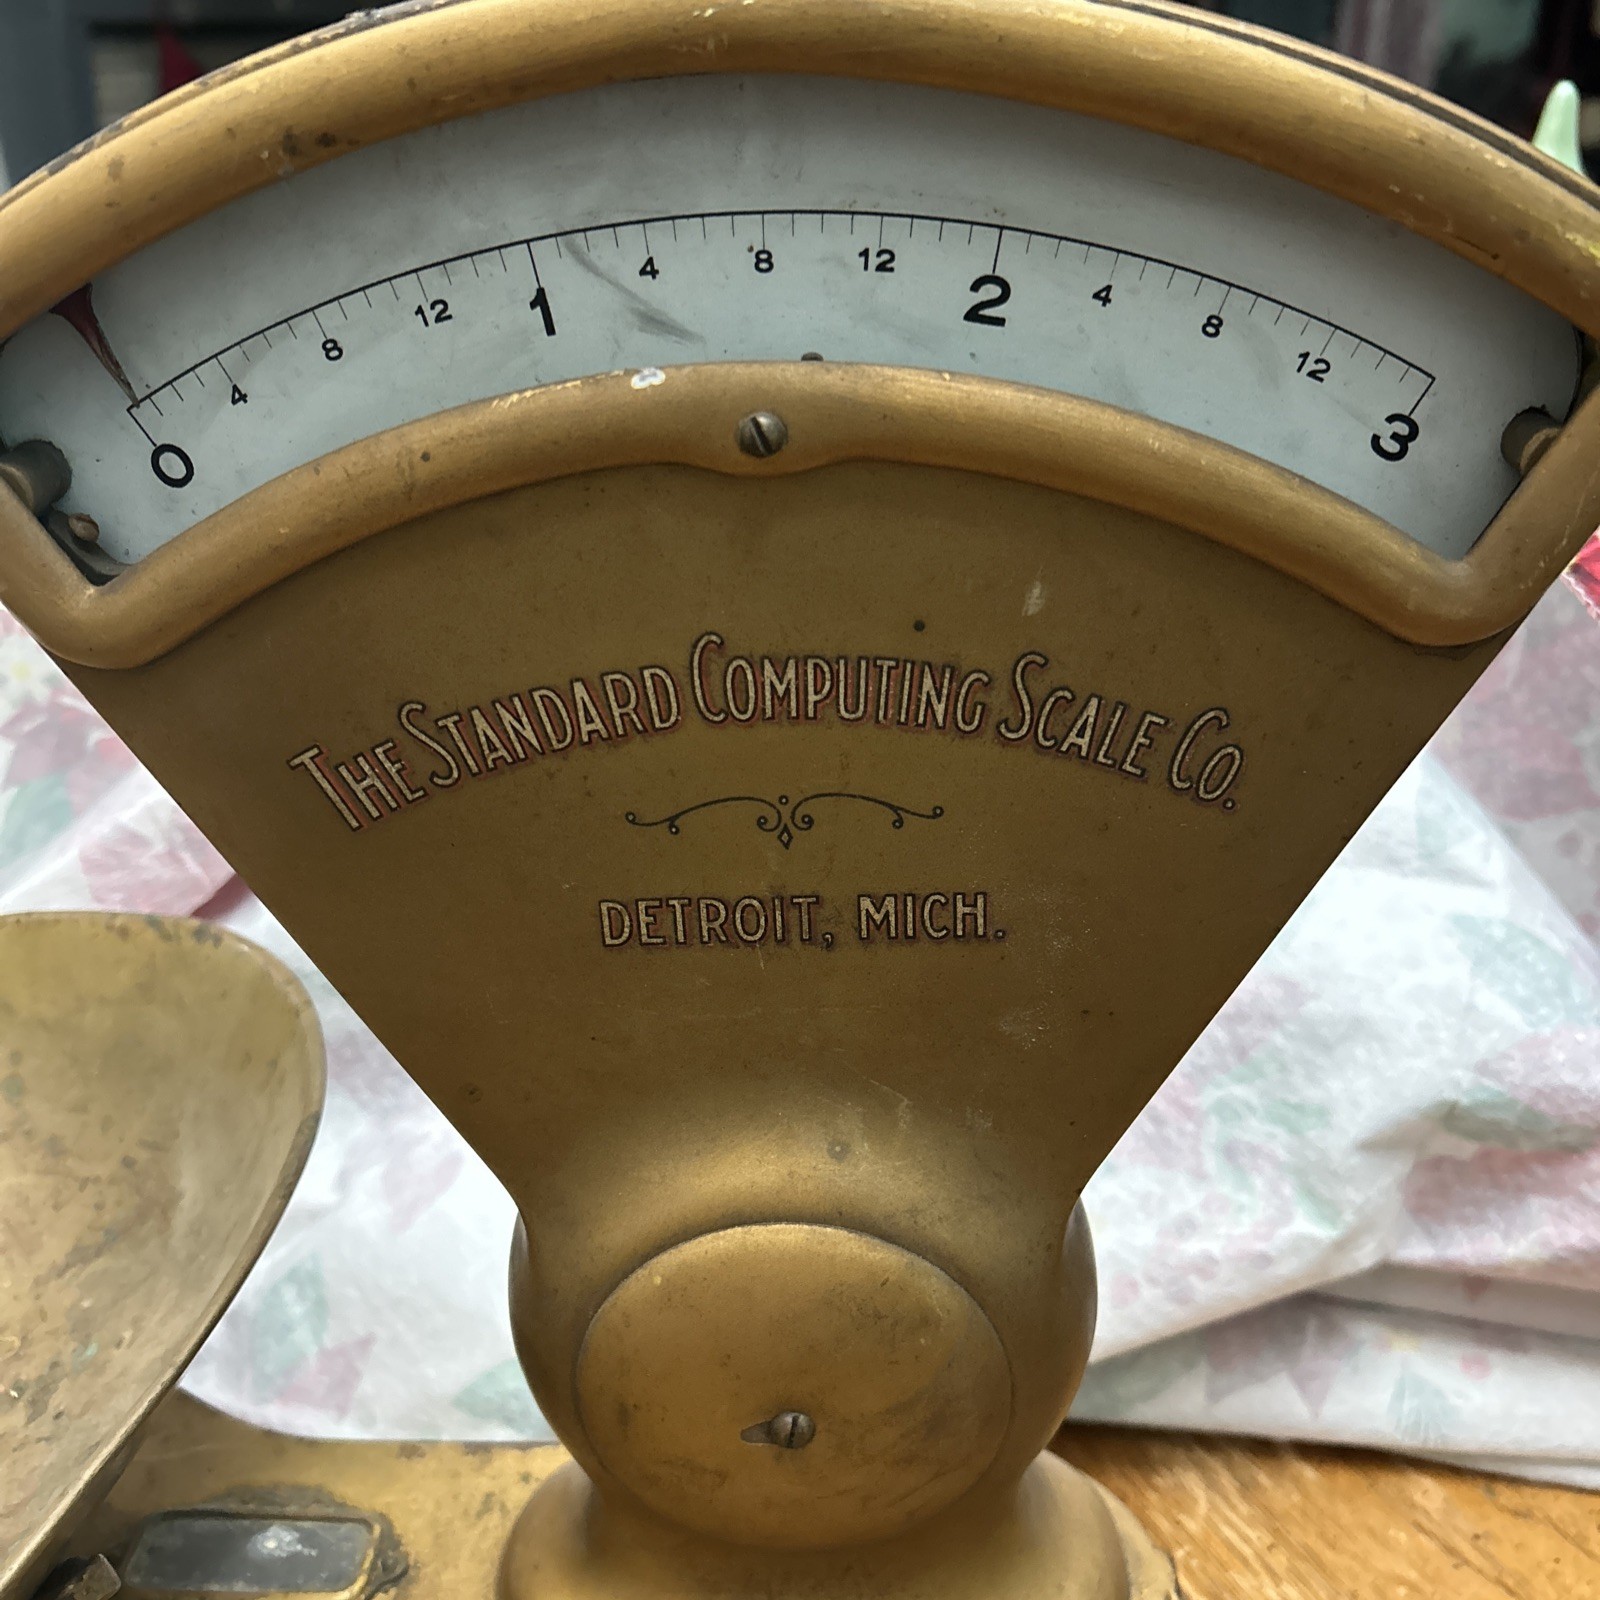 0 4 8 12 1 4 8 12 2 4 8 12 3
THE STANDARD COMPUTING SCALE CO.
DETROIT, MICH.